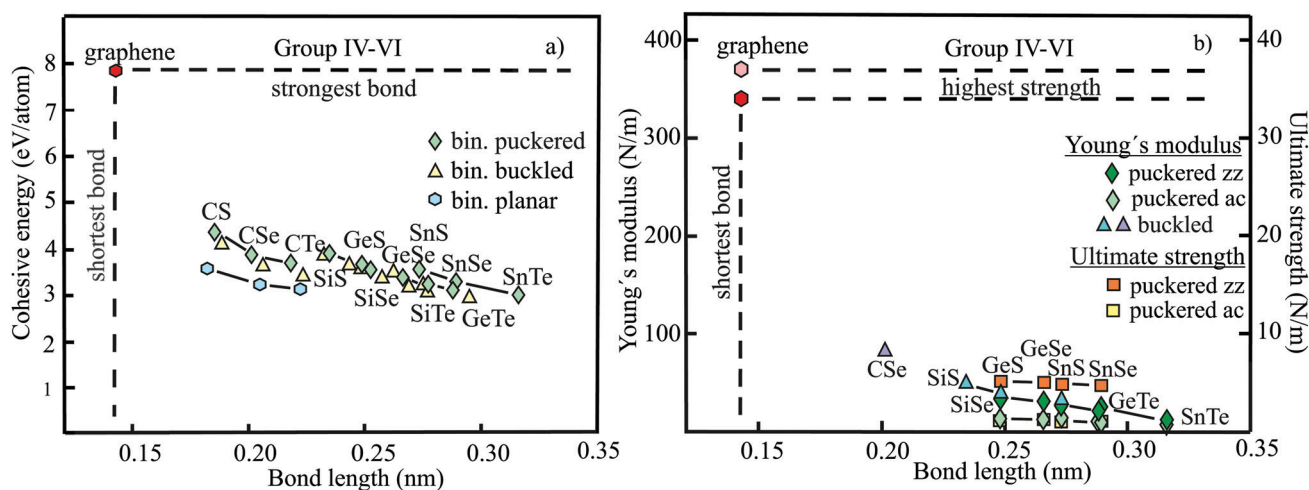 Group IV-VI
a)
graphene
strongest bond
shortest bond
bin. puckered
bin. buckled
bin. planar
CS
CSe
CTe
SiS
GeS
SiSe
GeSe
SnS
SiTe
SnSe
GeTe
SnTe
Cohesive energy (eV/atom)
8
7
6
5
4
3
2
1
0.15
0.20
0.25
0.30
0.35
Bond length (nm)
Group IV-VI
b)
graphene
highest strength
shortest bond
Young´s modulus
puckered zz
puckered ac
buckled
Ultimate strength
puckered zz
puckered ac
CSe
SiS
SiSe
GeS
GeSe
SnS
SnSe
GeTe
SnTe
Young´s modulus (N/m)
400
300
200
100
Ultimate strength (N/m)
40
30
20
10
0.15
0.20
0.25
0.30
0.35
Bond length (nm)